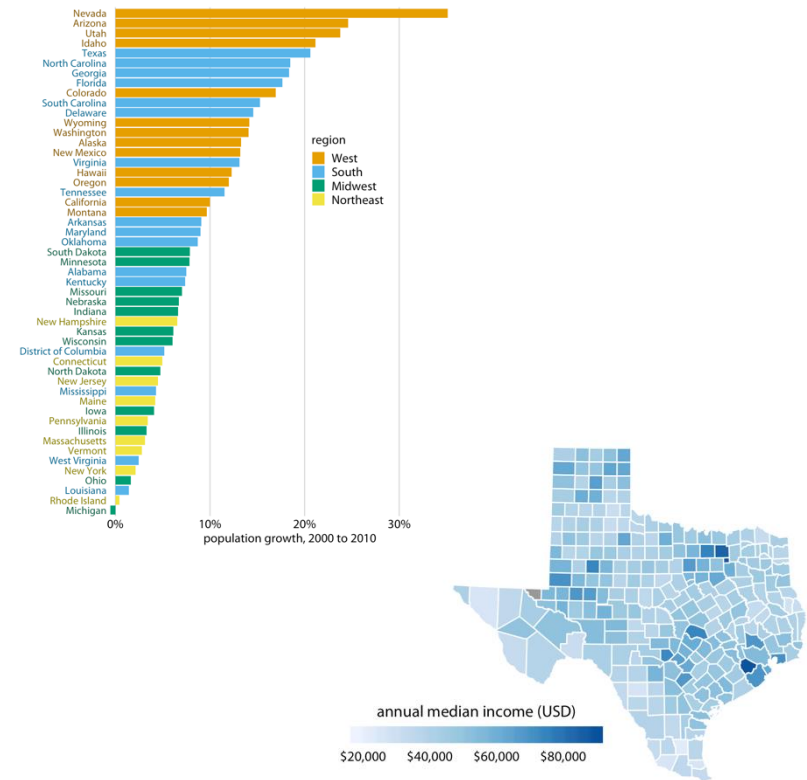 Nevada
Arizona
Utah
Idaho
Texas
North Carolina
Georgia
Florida
Colorado
South Carolina
Delaware
Wyoming
Washington
Alaska
New Mexico
Virginia
Hawaii
Oregon
Tennessee
California
Montana
Arkansas
Maryland
Oklahoma
South Dakota
Minnesota
Alabama
Kentucky
Missouri
Nebraska
Indiana
New Hampshire
Kansas
Wisconsin
District of Columbia
Connecticut
North Dakota
New Jersey
Mississippi
Maine
Iowa
Pennsylvania
Illinois
Massachusetts
Vermont
West Virginia
New York
Ohio
Louisiana
Rhode Island
Michigan
0% 10% 20% 30%
population growth, 2000 to 2010
region
West
South
Midwest
Northeast
annual median income (USD)
$20,000 $40,000 $60,000 $80,000